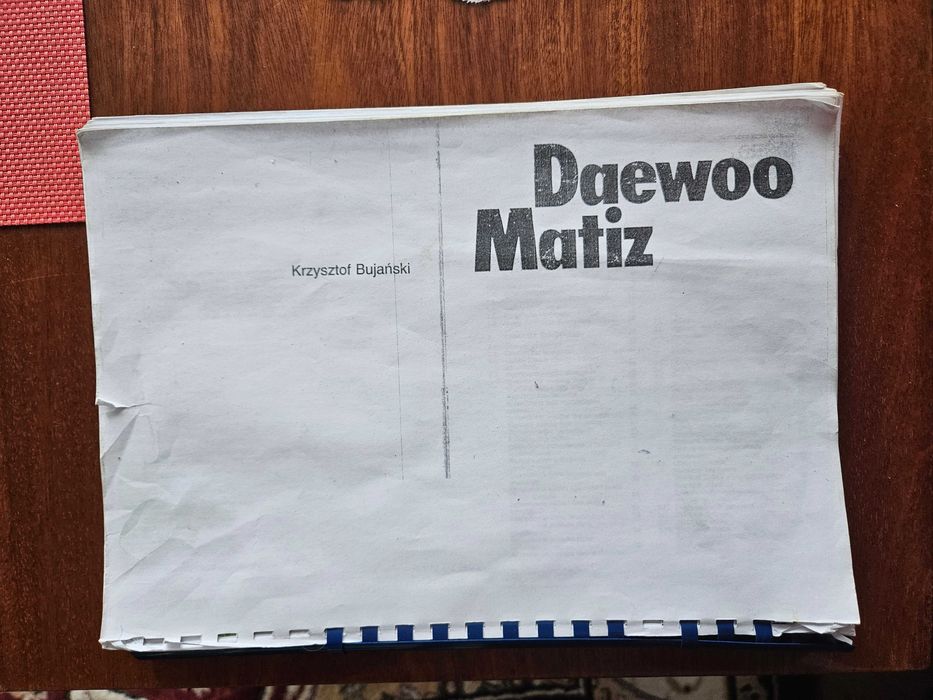 Daewoo
Matiz
Krzysztof Bujański